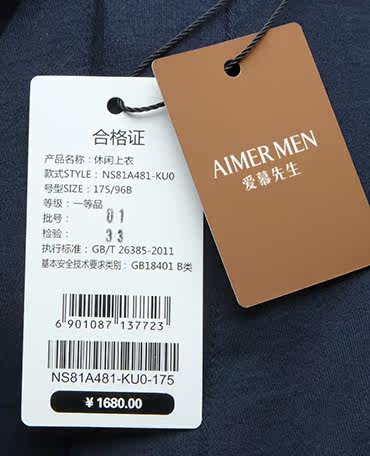 合格证
产品名称：休闲上衣
款式STYLE：NS81A481-KU0
号型SIZE：175/96B
等级：一等品
批号： 01
检验： 33
执行标准：GB/T 26385-2011
基本安全技术要求类别：GB18401 B类
6 901087 137723
NS81A481-KU0-175
¥1680.00
AIMER MEN
爱慕先生